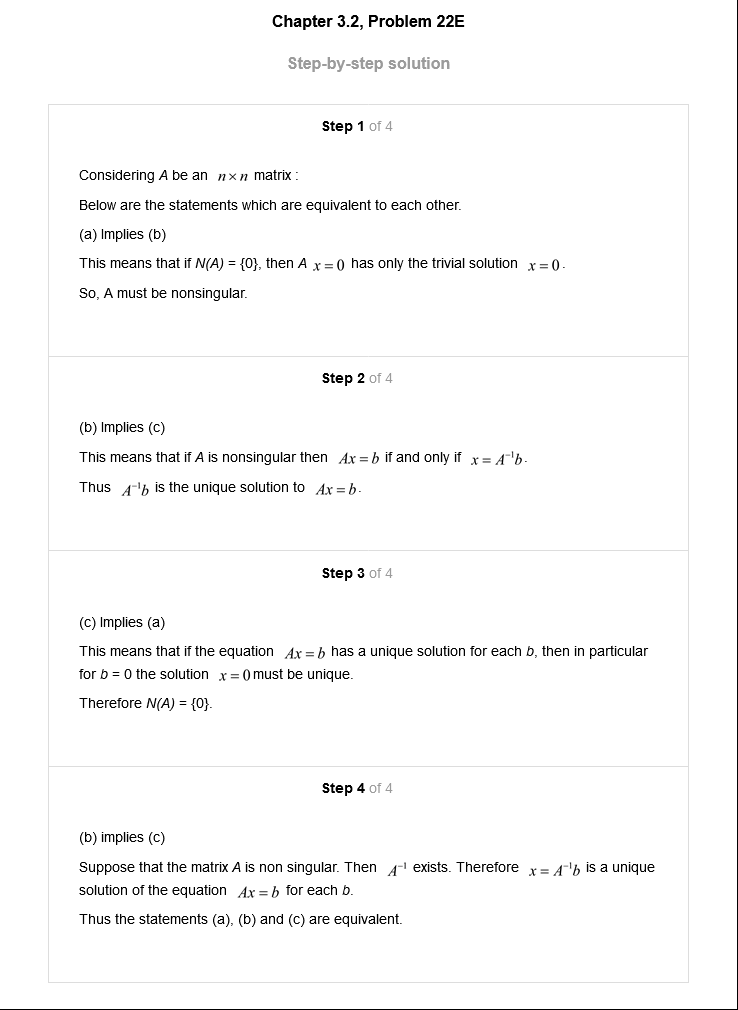 Chapter 3.2, Problem 22E
Step-by-step solution
Step 1 of 4
Considering A be an n×n matrix :
Below are the statements which are equivalent to each other.
(a) Implies (b)
This means that if N(A) = {0}, then A x = 0 has only the trivial solution x = 0.
So, A must be nonsingular.
Step 2 of 4
(b) Implies (c)
This means that if A is nonsingular then Ax = b if and only if x = A⁻¹b.
Thus A⁻¹b is the unique solution to Ax = b.
Step 3 of 4
(c) Implies (a)
This means that if the equation Ax = b has a unique solution for each b, then in particular
for b = 0 the solution x = 0 must be unique.
Therefore N(A) = {0}.
Step 4 of 4
(b) implies (c)
Suppose that the matrix A is non singular. Then A⁻¹ exists. Therefore x = A⁻¹b is a unique
solution of the equation Ax = b for each b.
Thus the statements (a), (b) and (c) are equivalent.